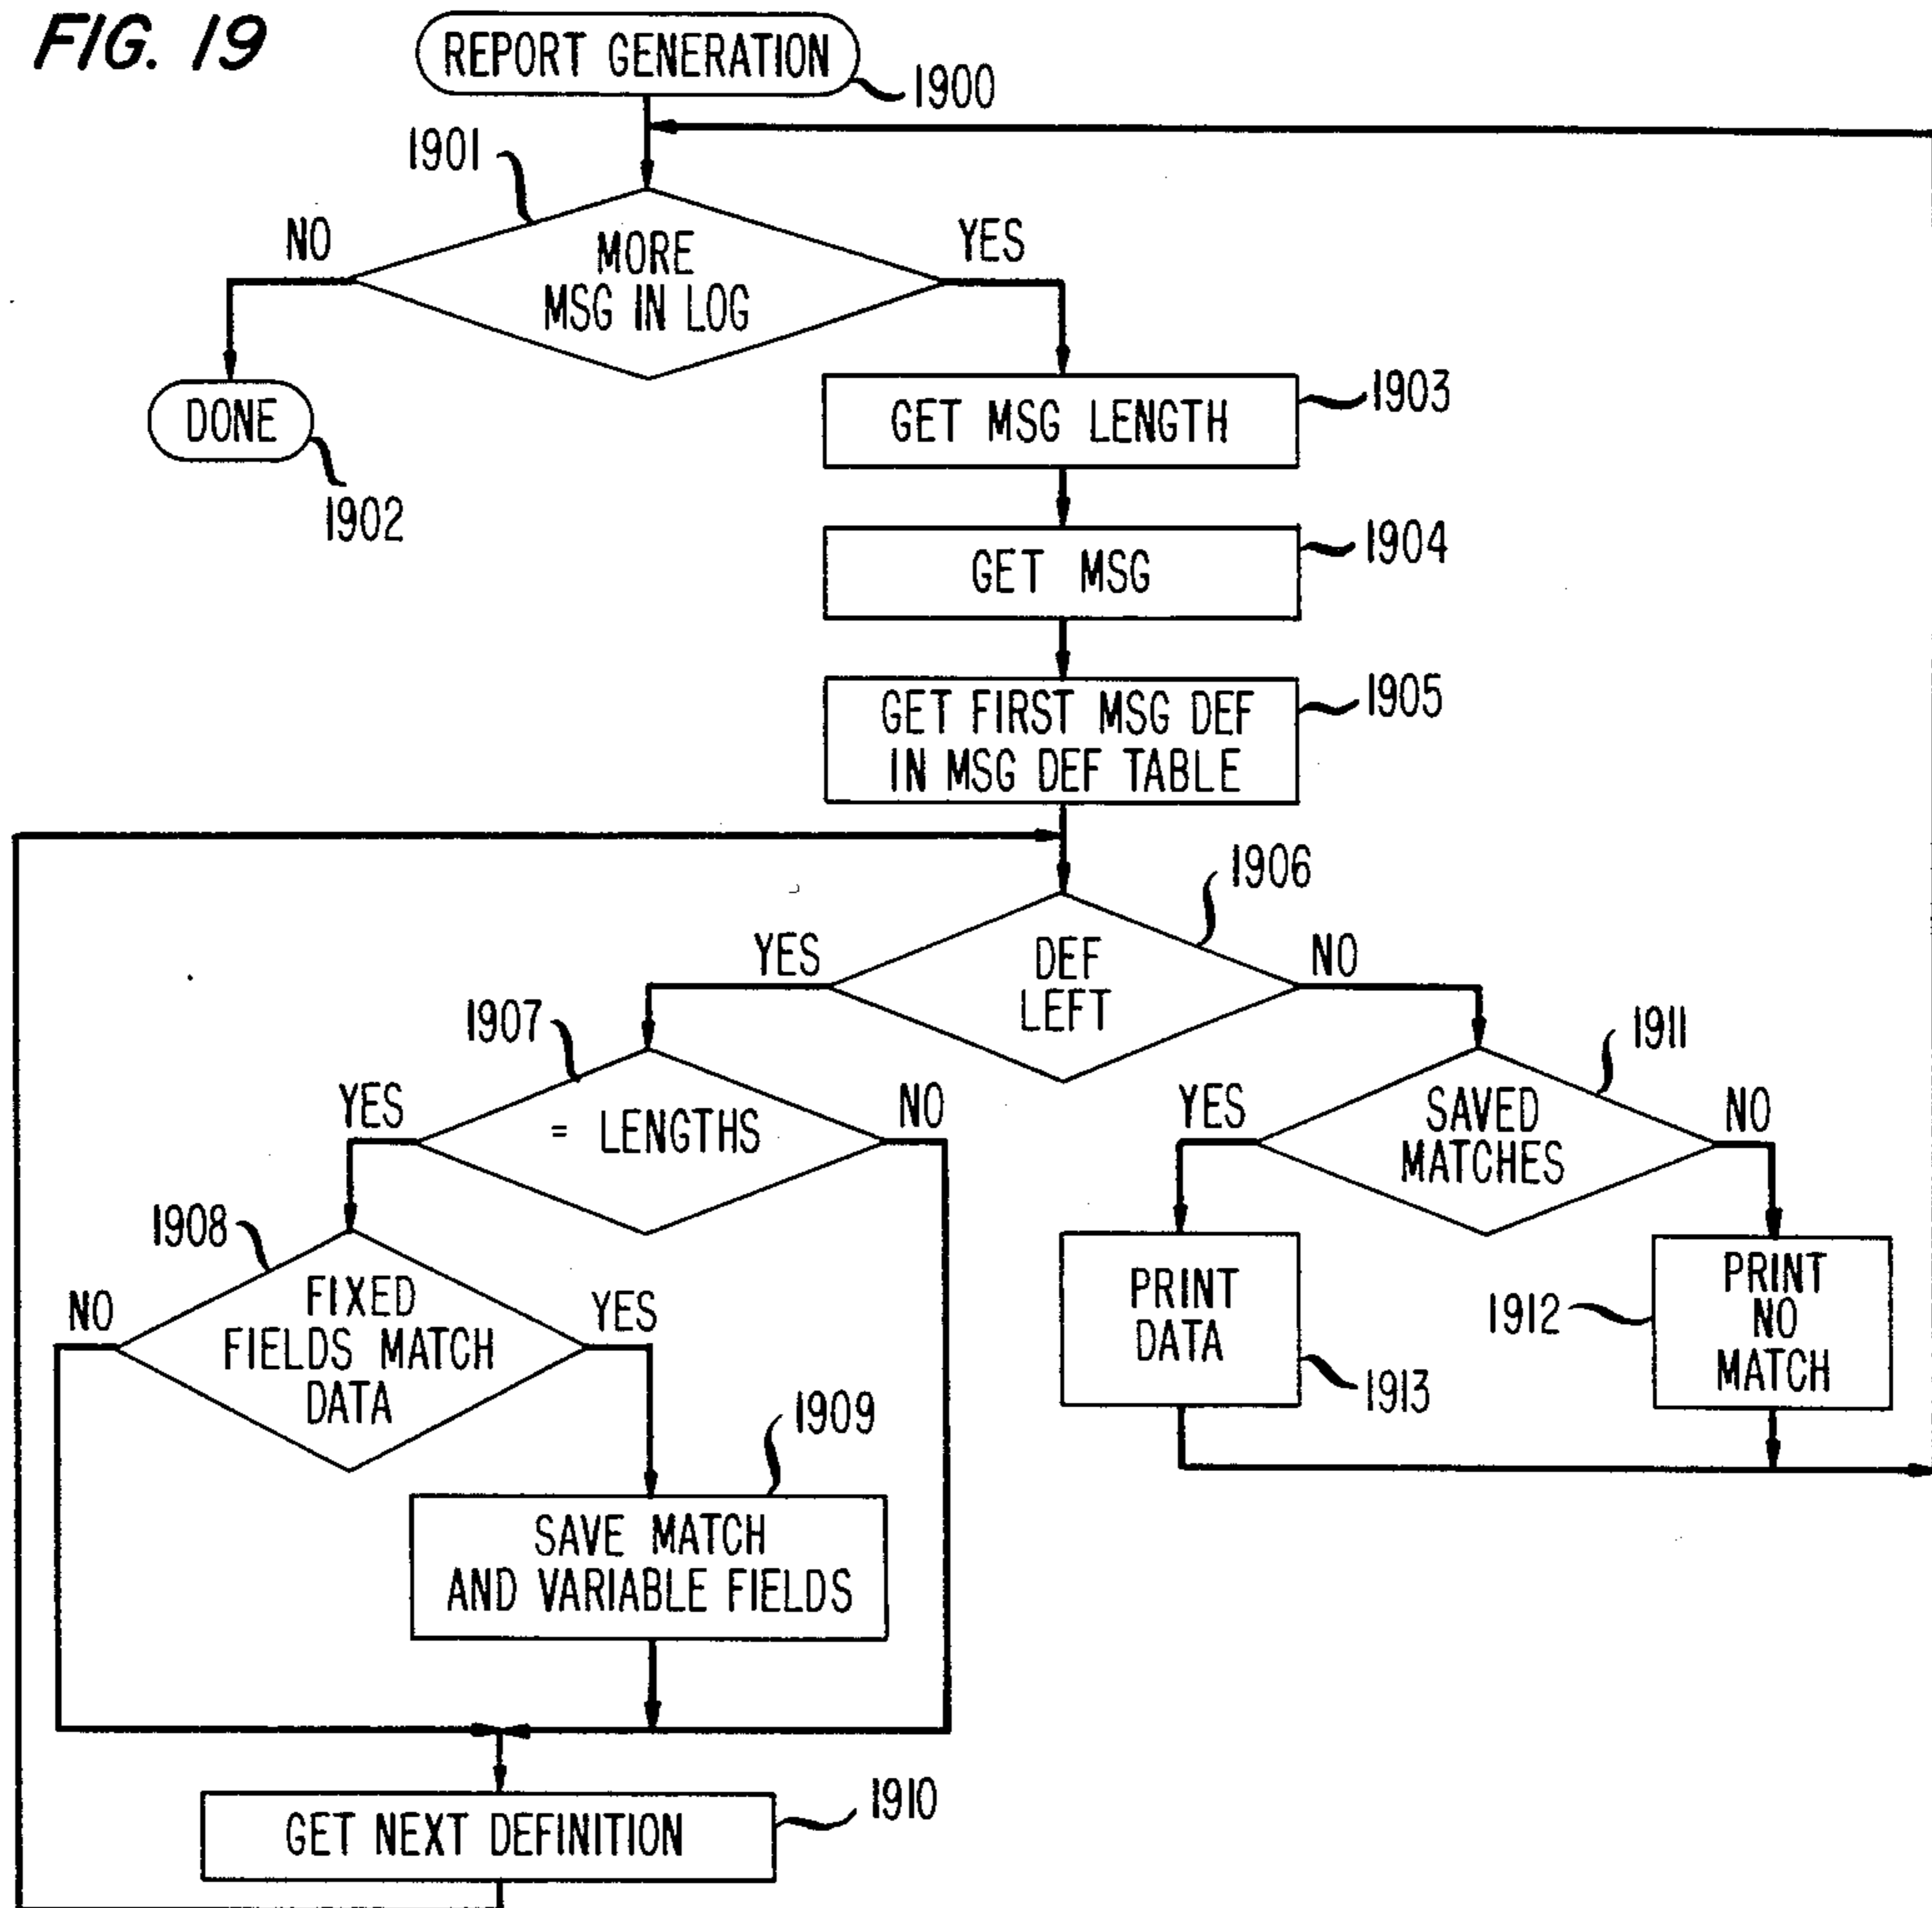 FIG. 19
REPORT GENERATION
1900
1901
NO
YES
MORE
MSG IN LOG
DONE
1902
GET MSG LENGTH
1903
GET MSG
1904
GET FIRST MSG DEF
IN MSG DEF TABLE
1905
1906
YES
DEF
LEFT
NO
1907
YES
= LENGTHS
NO
1911
YES
SAVED
MATCHES
NO
1908
NO
FIXED
FIELDS MATCH
DATA
YES
PRINT
DATA
1913
1912
PRINT
NO
MATCH
1909
SAVE MATCH
AND VARIABLE FIELDS
GET NEXT DEFINITION
1910